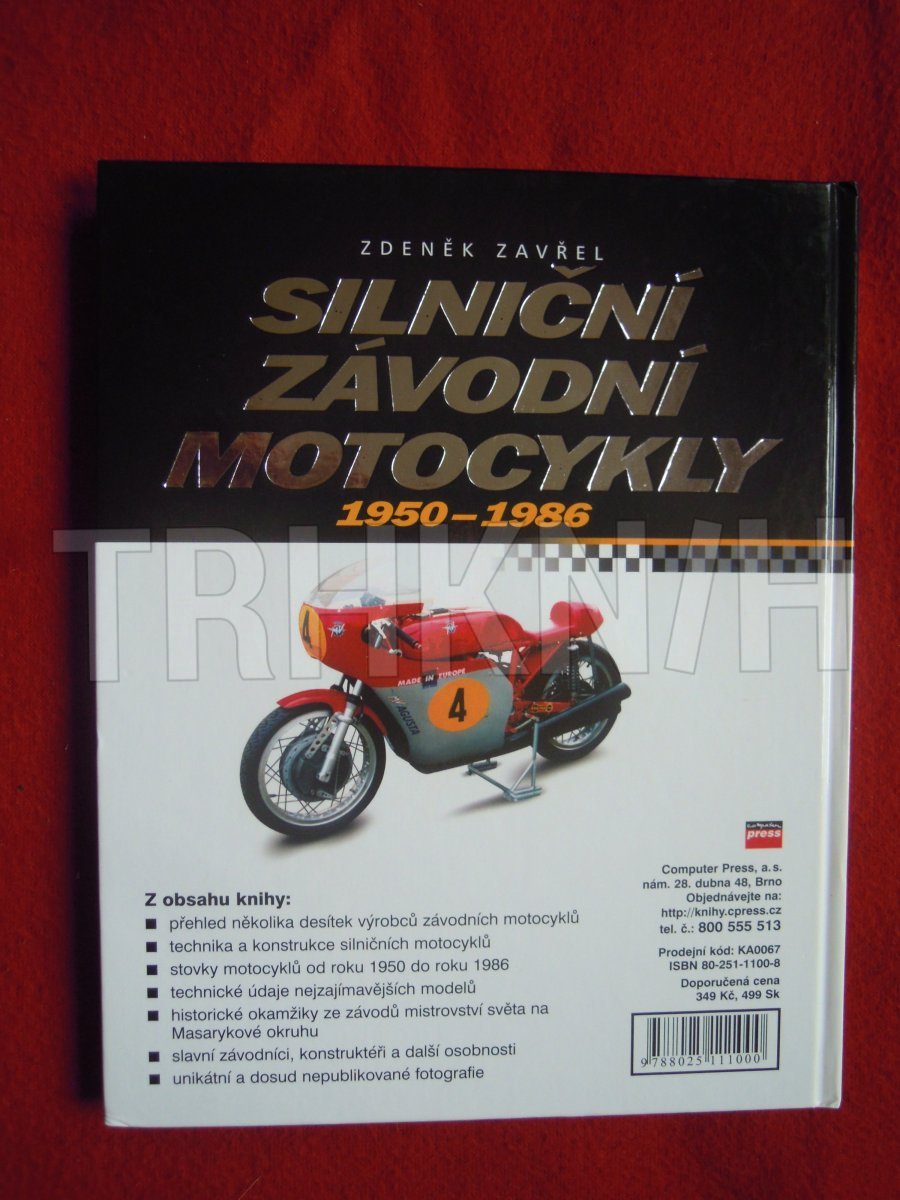 ZDENĚK ZAVŘEL
SILNIČNÍ
ZÁVODNÍ
MOTOCYKLY
1950 – 1986
TRHKNIH
4
MADE IN EUROPE
MV AGUSTA
4
computer
press
Computer Press, a. s.
nám. 28. dubna 48, Brno
Objednávejte na:
http://knihy.cpress.cz
tel. č.: 800 555 513
Prodejní kód: KA0067
ISBN 80-251-1100-8
Doporučená cena
349 Kč, 499 Sk
9 788025 111000
Z obsahu knihy:
■ přehled několika desítek výrobců závodních motocyklů
■ technika a konstrukce silničních motocyklů
■ stovky motocyklů od roku 1950 do roku 1986
■ technické údaje nejzajímavějších modelů
■ historické okamžiky ze závodů mistrovství světa na
Masarykově okruhu
■ slavní závodníci, konstruktéři a další osobnosti
■ unikátní a dosud nepublikované fotografie